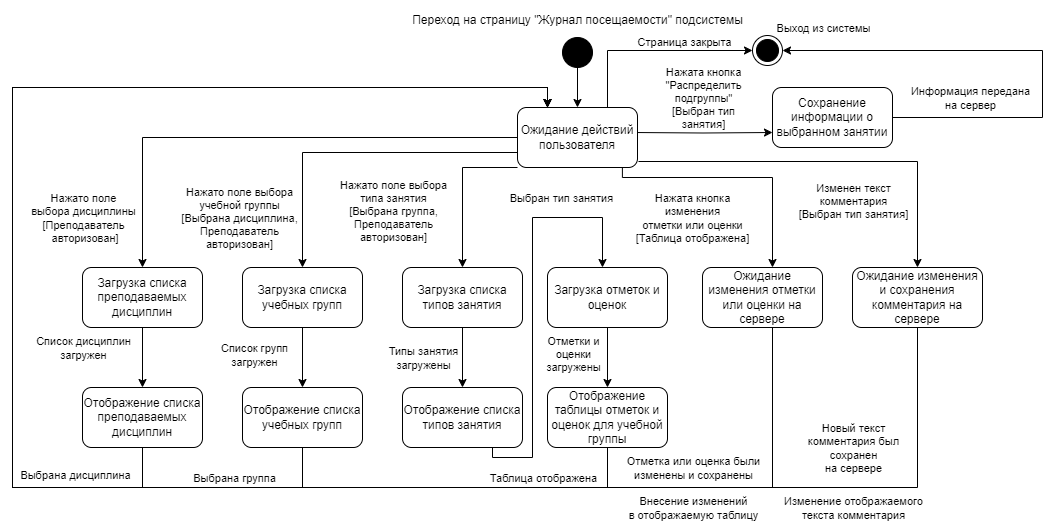 Переход на страницу "Журнал посещаемости" подсистемы
Выход из системы
Страница закрыта
Нажата кнопка
"Распределить
подгруппы"
[Выбран тип
занятия]
Информация передана
на сервер
Сохранение
информации о
выбранном занятии
Ожидание действий
пользователя
Нажато поле
выбора дисциплины
[Преподаватель
авторизован]
Нажато поле выбора
учебной группы
[Выбрана дисциплина,
Преподаватель
авторизован]
Нажато поле выбора
типа занятия
[Выбрана группа,
Преподаватель
авторизован]
Выбран тип занятия
Нажата кнопка
изменения
отметки или оценки
[Таблица отображена]
Изменен текст
комментария
[Выбран тип занятия]
Загрузка списка
преподаваемых
дисциплин
Загрузка списка
учебных групп
Загрузка списка
типов занятия
Загрузка отметок и
оценок
Ожидание
изменения отметки
или оценки на
сервере
Ожидание изменения
и сохранения
комментария на
сервере
Список дисциплин
загружен
Список групп
загружен
Типы занятия
загружены
Отметки и
оценки
загружены
Отображение списка
преподаваемых
дисциплин
Отображение списка
учебных групп
Отображение списка
типов занятия
Отображение
таблицы отметок и
оценок для учебной
группы
Новый текст
комментария был
сохранен
на сервере
Выбрана дисциплина
Выбрана группа
Таблица отображена
Отметка или оценка были
изменены и сохранены
Внесение изменений
в отображаемую таблицу
Изменение отображаемого
текста комментария